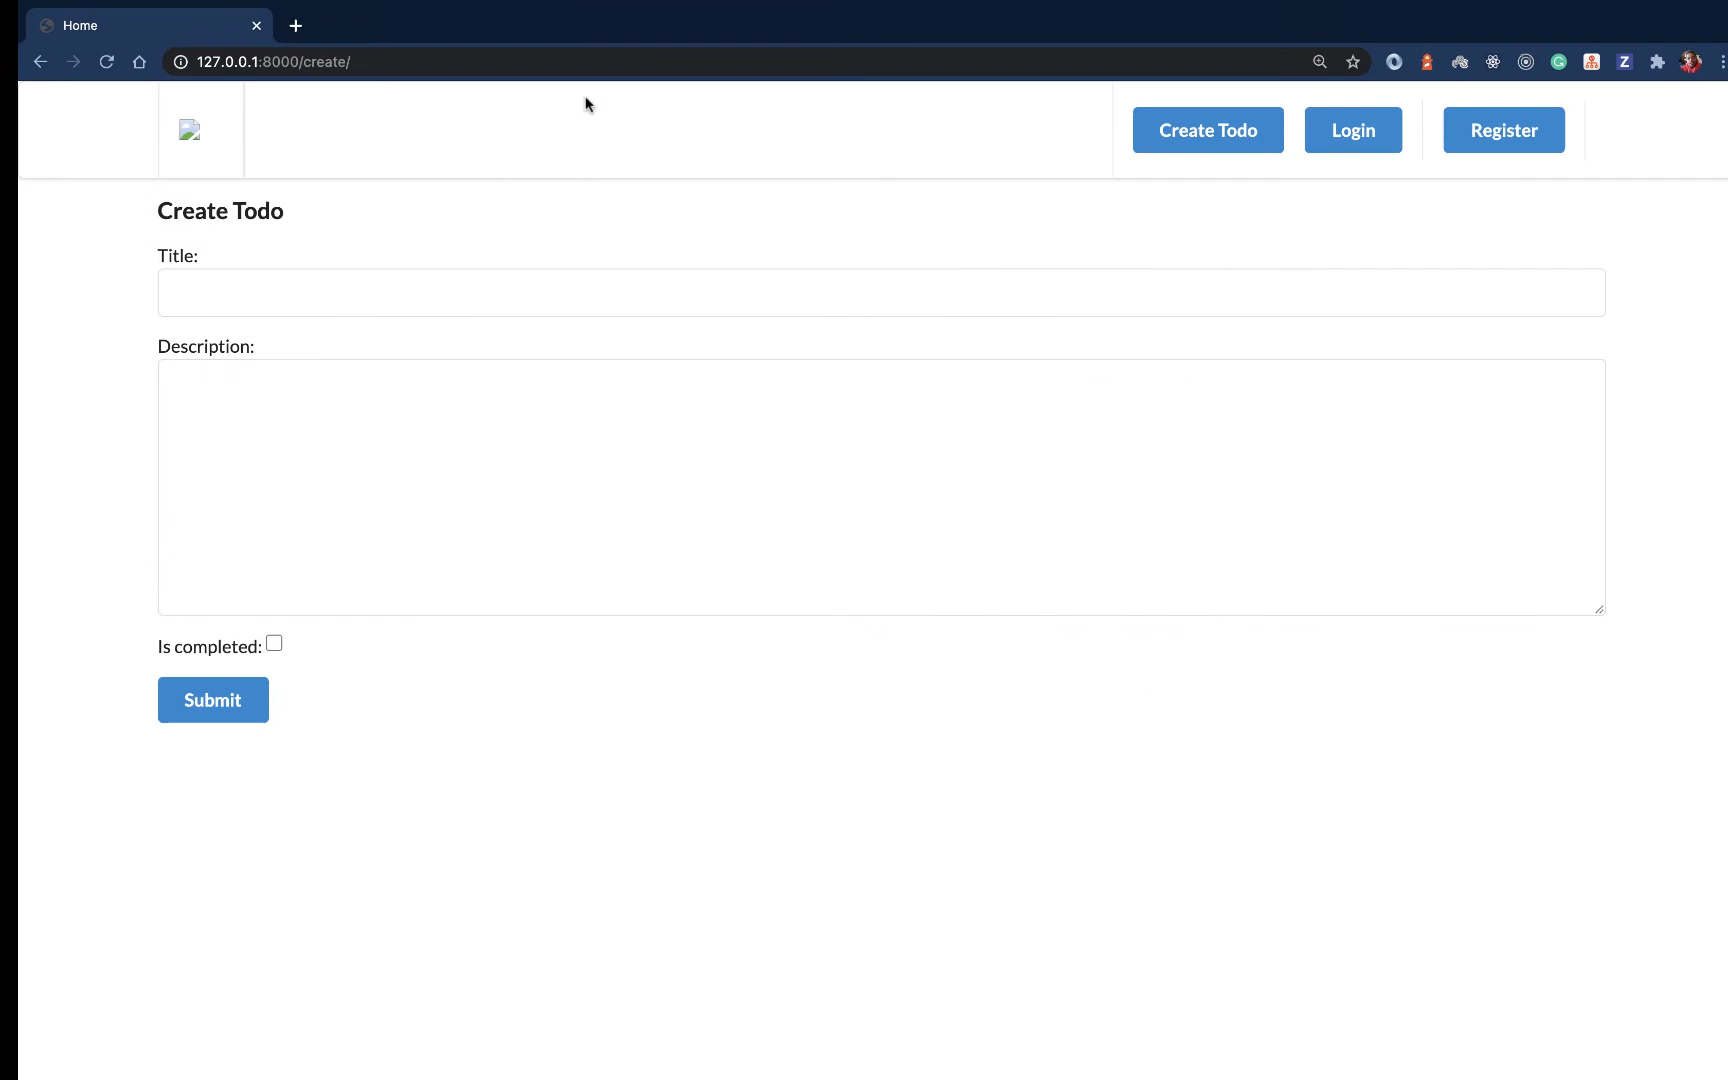 Home
127.0.0.1:8000/create/
Z
Create Todo
Login
Register
Create Todo
Title:
Description:
Is completed:
Submit